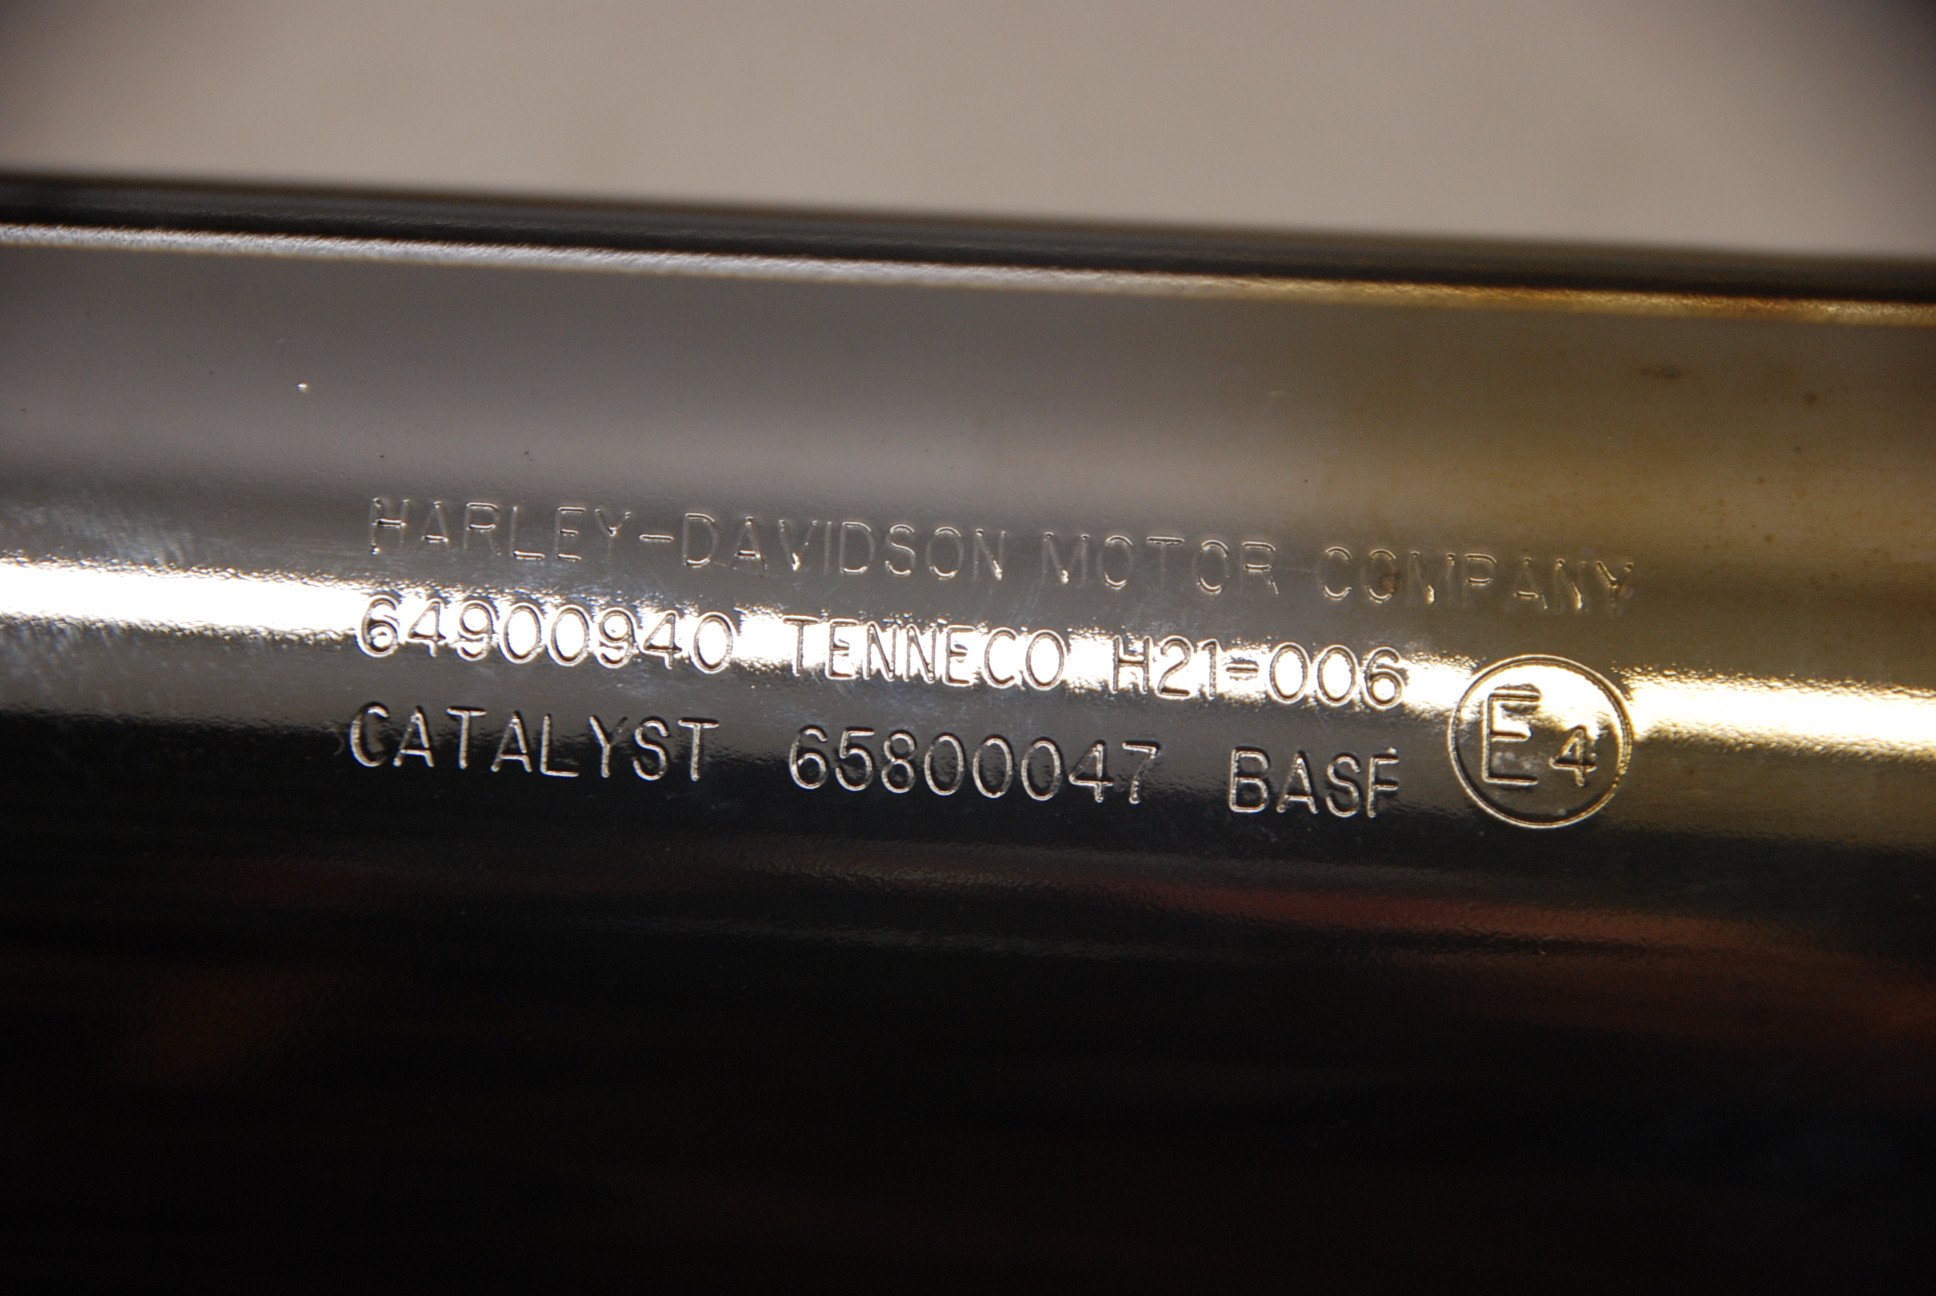 HARLEY-DAVIDSON MOTOR COMPANY
64900940 TENNECO H21-006
CATALYST 65800047 BASF
E4